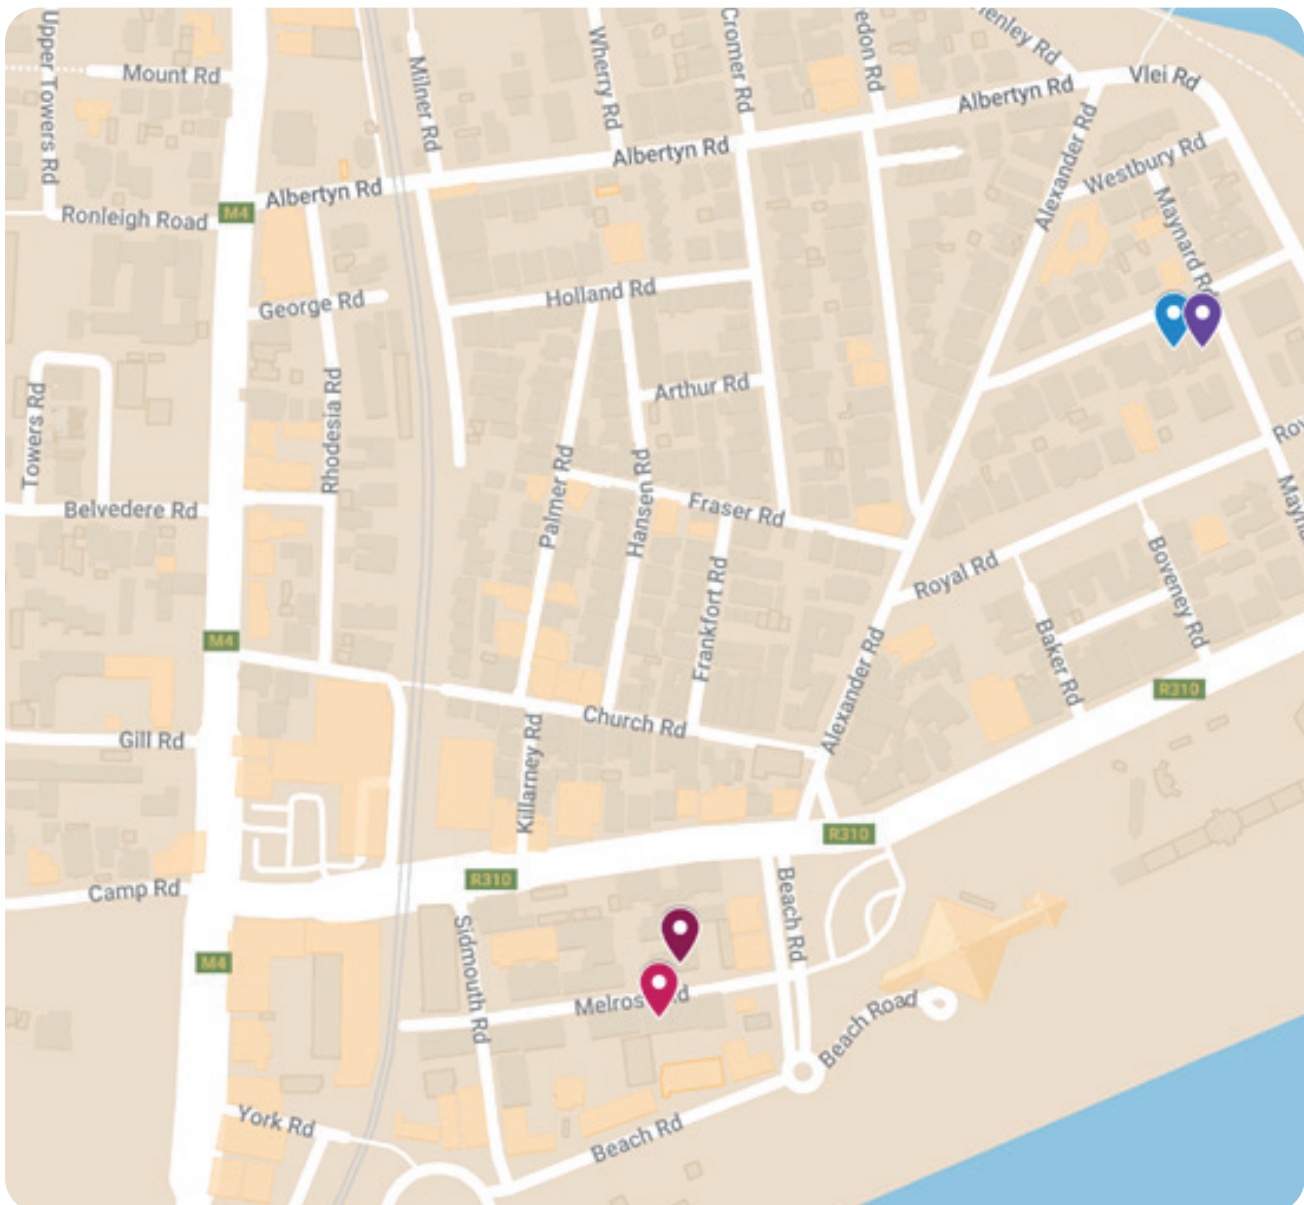 Upper Towers Rd
Mount Rd
Milner Rd
Wherry Rd
Cromer Rd
edon Rd
Henley Rd
Albertyn Rd
Vlei Rd
Albertyn Rd
Alexander Rd
Westbury Rd
Albertyn Rd
Ronleigh Road
M4
Maynard Rd
George Rd
Holland Rd
Arthur Rd
Towers Rd
Rhodesia Rd
Belvedere Rd
Palmer Rd
Hansen Rd
Fraser Rd
Frankfort Rd
Royal Rd
Boveney Rd
Baker Rd
M4
Alexander Rd
R310
Church Rd
Gill Rd
Killarney Rd
R310
R310
Camp Rd
Beach Rd
Sidmouth Rd
M4
Beach Road
York Rd
Beach Rd